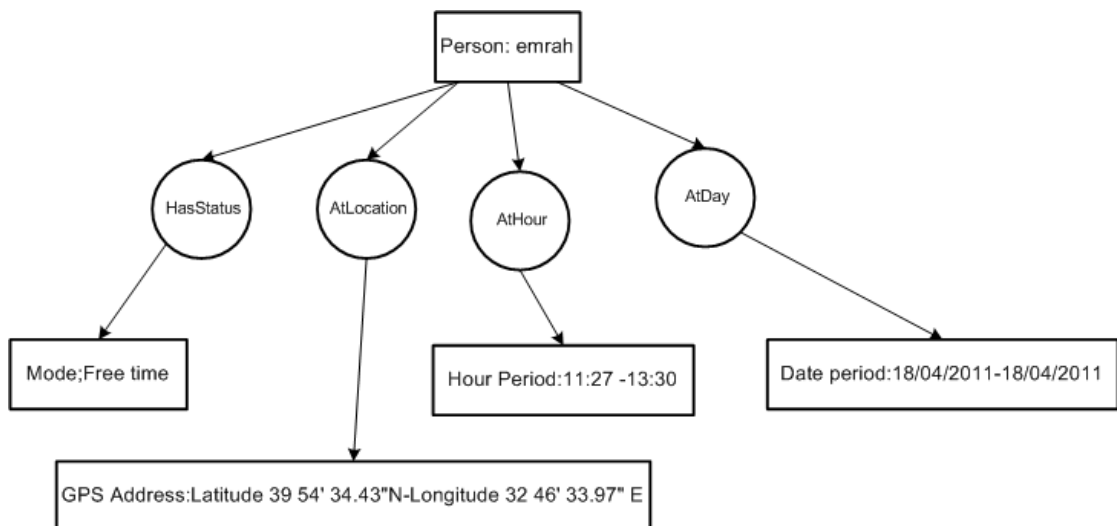 Person: emrah
HasStatus
AtLocation
AtHour
AtDay
Mode;Free time
Hour Period:11:27 -13:30
Date period:18/04/2011-18/04/2011
GPS Address:Latitude 39 54' 34.43"N-Longitude 32 46' 33.97" E